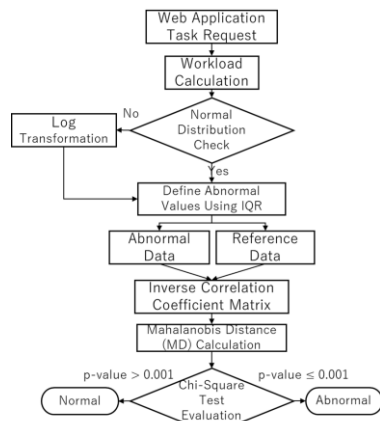 Web Application
Task Request
Workload
Calculation
No
Normal
Distribution
Check
Log
Transformation
Yes
Define Abnormal
Values Using IQR
Abnormal
Data
Reference
Data
Inverse Correlation
Coefficient Matrix
Mahalanobis Distance
(MD) Calculation
p-value > 0.001
p-value ≤ 0.001
Chi-Square
Test
Evaluation
Normal
Abnormal